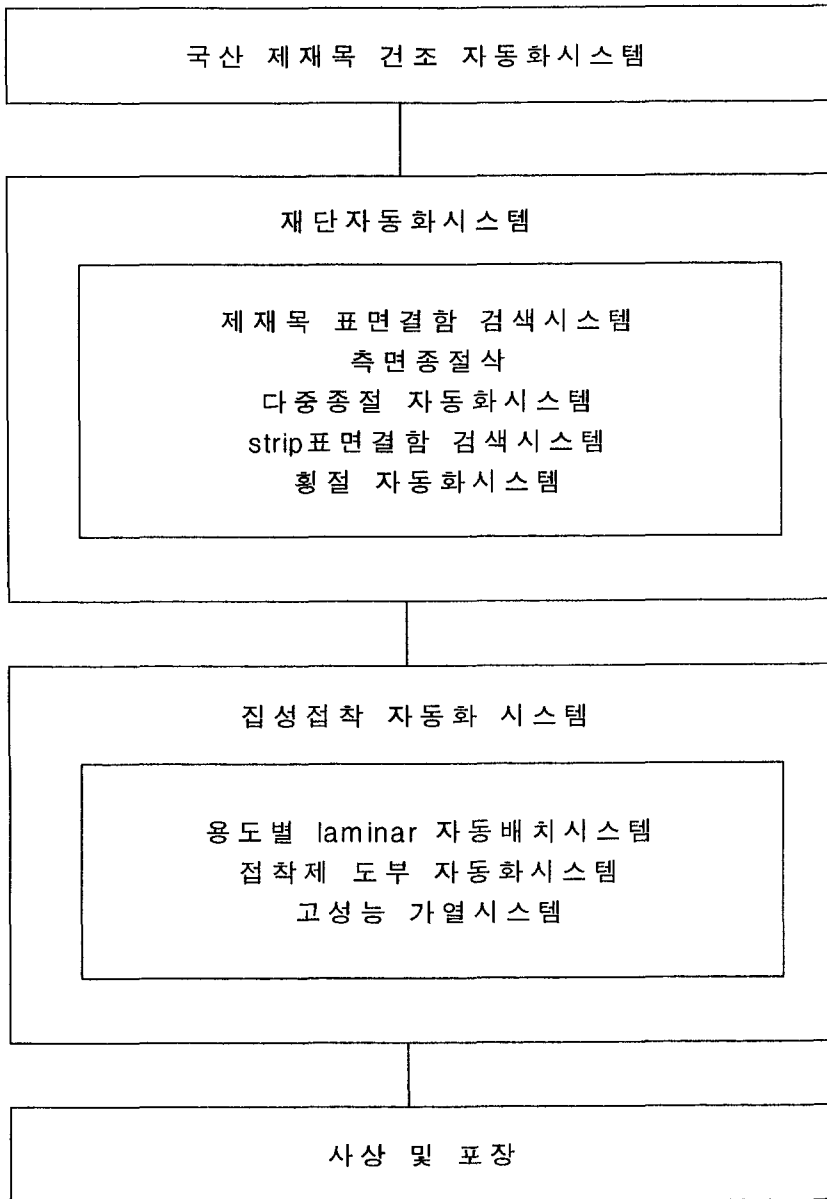 국산 제재목 건조 자동화시스템
재단자동화시스템
제재목 표면결함 검색시스템
측면종절삭
다중종절 자동화시스템
strip표면결함 검색시스템
횡절 자동화시스템
집성접착 자동화 시스템
용도별 laminar 자동배치시스템
접착제 도부 자동화시스템
고성능 가열시스템
사상 및 포장